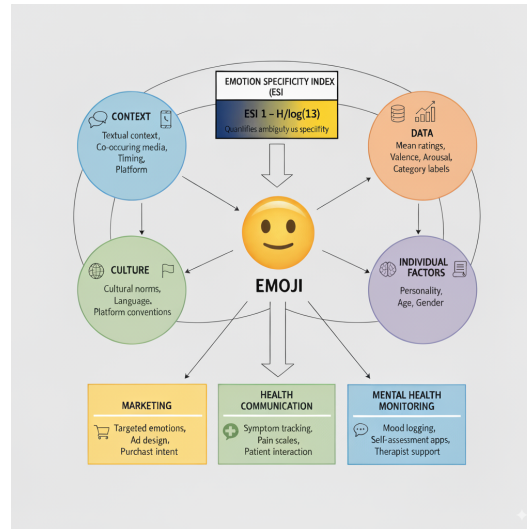 EMOTION SPECIFICITY INDEX
(ESI
ESI 1 – H/log(13)
Quantifies ambiguty us speciifity
CONTEXT
Textual context,
Co-occuring media,
Timing,
Platform
DATA
Mean ratings,
Valence, Arousal,
Category labels
CULTURE
Cultural norms,
Language.
Platform conventions
EMOJI
INDIVIDUAL
FACTORS
Personality,
Age, Gender
MARKETING
Targeted emotions,
Ad design,
Purchast intent
HEALTH
COMMUNICATION
Symptom tracking,
Pain scales,
Patient interaction
MENTAL HEALTH
MONITORING
Mood logging,
Self-assessment apps,
Therapist support